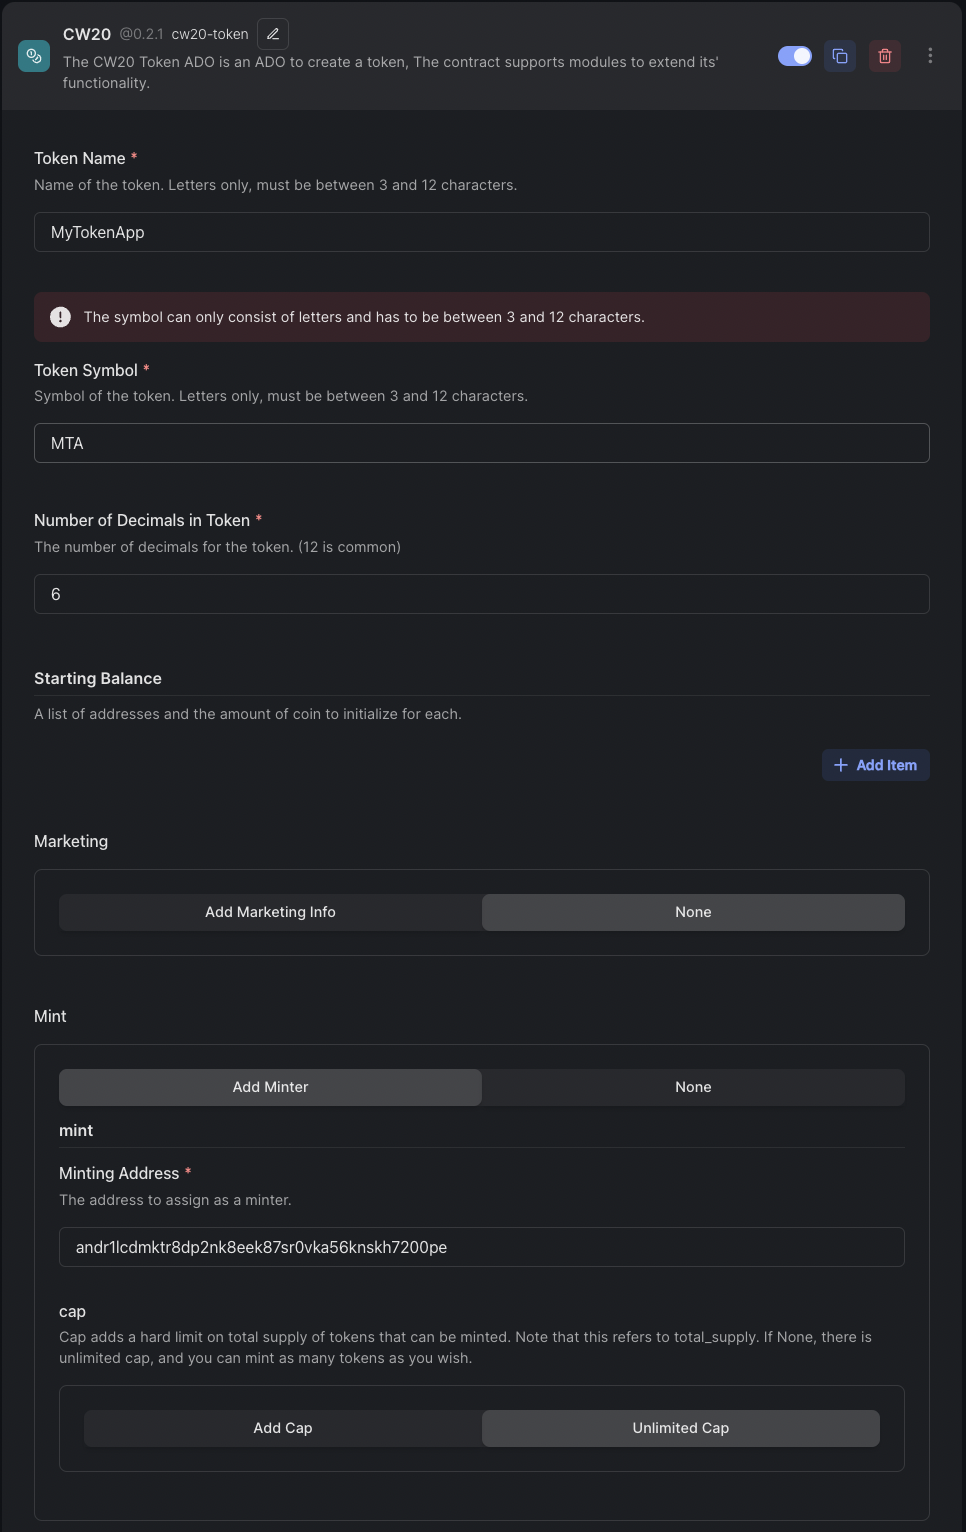 CW20 @0.2.1 cw20-token
The CW20 Token ADO is an ADO to create a token, The contract supports modules to extend its'
functionality.
Token Name *
Name of the token. Letters only, must be between 3 and 12 characters.
MyTokenApp
The symbol can only consist of letters and has to be between 3 and 12 characters.
Token Symbol *
Symbol of the token. Letters only, must be between 3 and 12 characters.
MTA
Number of Decimals in Token *
The number of decimals for the token. (12 is common)
6
Starting Balance
A list of addresses and the amount of coin to initialize for each.
+ Add Item
Marketing
Add Marketing Info None
Mint
Add Minter None
mint
Minting Address *
The address to assign as a minter.
andr1lcdmktr8dp2nk8eek87sr0vka56knskh7200pe
cap
Cap adds a hard limit on total supply of tokens that can be minted. Note that this refers to total_supply. If None, there is
unlimited cap, and you can mint as many tokens as you wish.
Add Cap Unlimited Cap